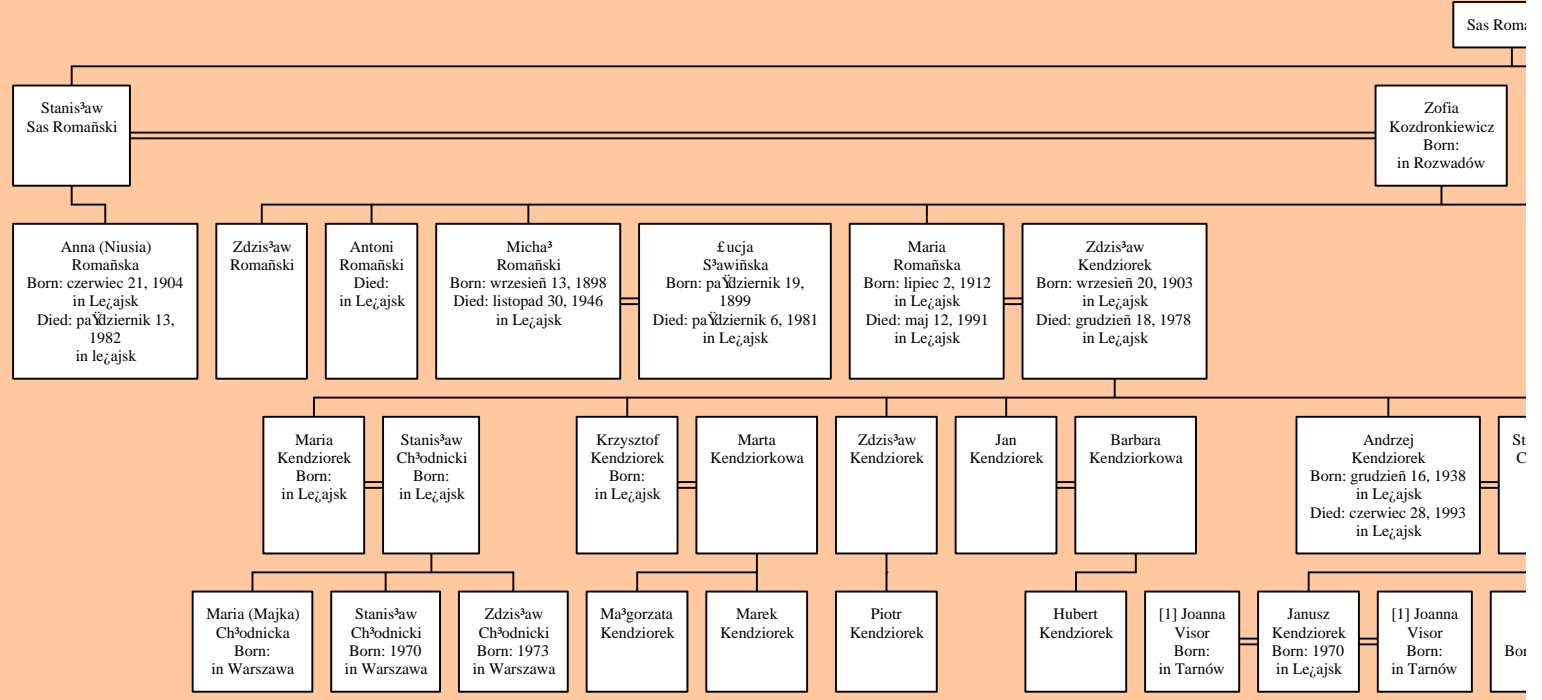 Sas Roma
Stanis³aw
Sas Romañski
Zofia
Kozdronkiewicz
Born:
in Rozwadów
Anna (Niusia)
Romañska
Born: czerwiec 21, 1904
in Le¿ajsk
Died: paŸdziernik 13,
1982
in le¿ajsk
Zdzis³aw
Romañski
Antoni
Romañski
Died:
in Le¿ajsk
Micha³
Romañski
Born: wrzesieñ 13, 1898
Died: listopad 30, 1946
in Le¿ajsk
£ucja
S³awiñska
Born: paŸdziernik 19,
1899
Died: paŸdziernik 6, 1981
in Le¿ajsk
Maria
Romañska
Born: lipiec 2, 1912
in Le¿ajsk
Died: maj 12, 1991
in Le¿ajsk
Zdzis³aw
Kendziorek
Born: wrzesieñ 20, 1903
in Le¿ajsk
Died: grudzieñ 18, 1978
in Le¿ajsk
Maria
Kendziorek
Born:
in Le¿ajsk
Stanis³aw
Ch³odnicki
Born:
in Le¿ajsk
Krzysztof
Kendziorek
Born:
in Le¿ajsk
Marta
Kendziorkowa
Zdzis³aw
Kendziorek
Jan
Kendziorek
Barbara
Kendziorkowa
Andrzej
Kendziorek
Born: grudzieñ 16, 1938
in Le¿ajsk
Died: czerwiec 28, 1993
in Le¿ajsk
St
C
Maria (Majka)
Ch³odnicka
Born:
in Warszawa
Stanis³aw
Ch³odnicki
Born: 1970
in Warszawa
Zdzis³aw
Ch³odnicki
Born: 1973
in Warszawa
Ma³gorzata
Kendziorek
Marek
Kendziorek
Piotr
Kendziorek
Hubert
Kendziorek
[1] Joanna
Visor
Born:
in Tarnów
Janusz
Kendziorek
Born: 1970
in Le¿ajsk
[1] Joanna
Visor
Born:
in Tarnów
Bor